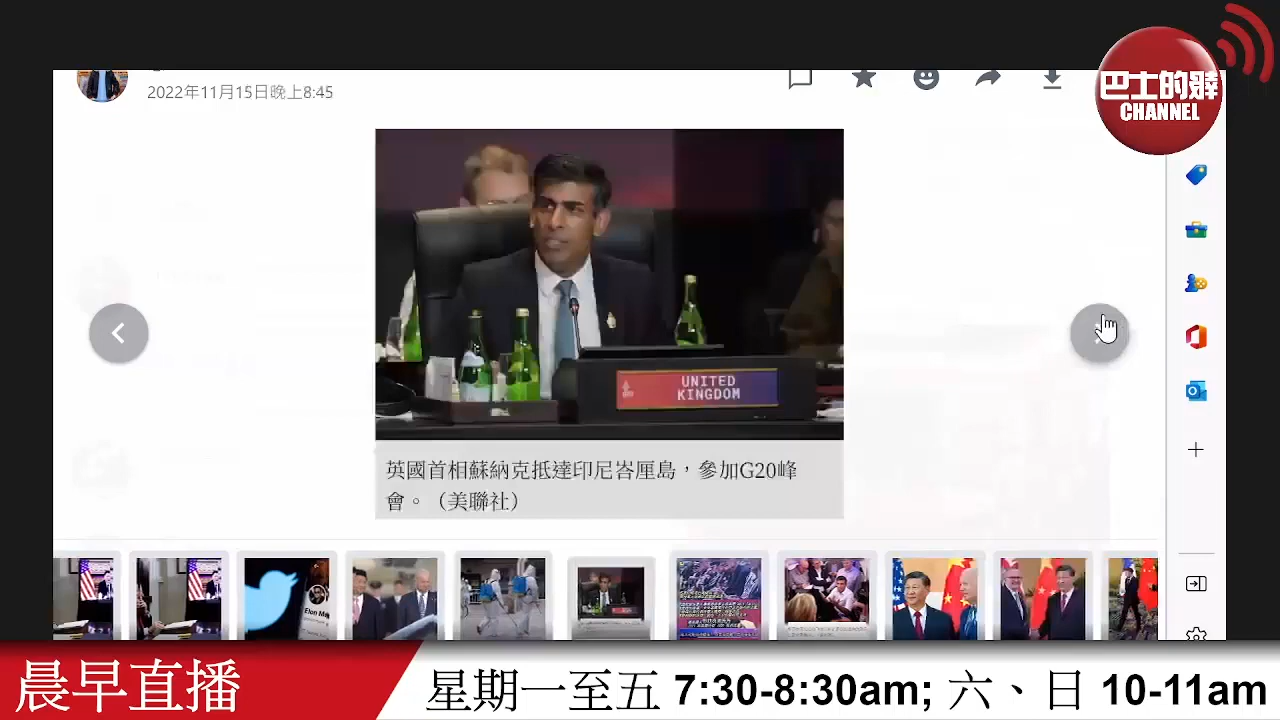 2022年11月15日晚上8:45
巴士的報
CHANNEL
UNITED
KINGDOM
英國首相蘇納克抵達印尼峇厘島，參加G20峰
會。（美聯社）
Elon M
晨早直播
星期一至五 7:30-8:30am; 六、日 10-11am